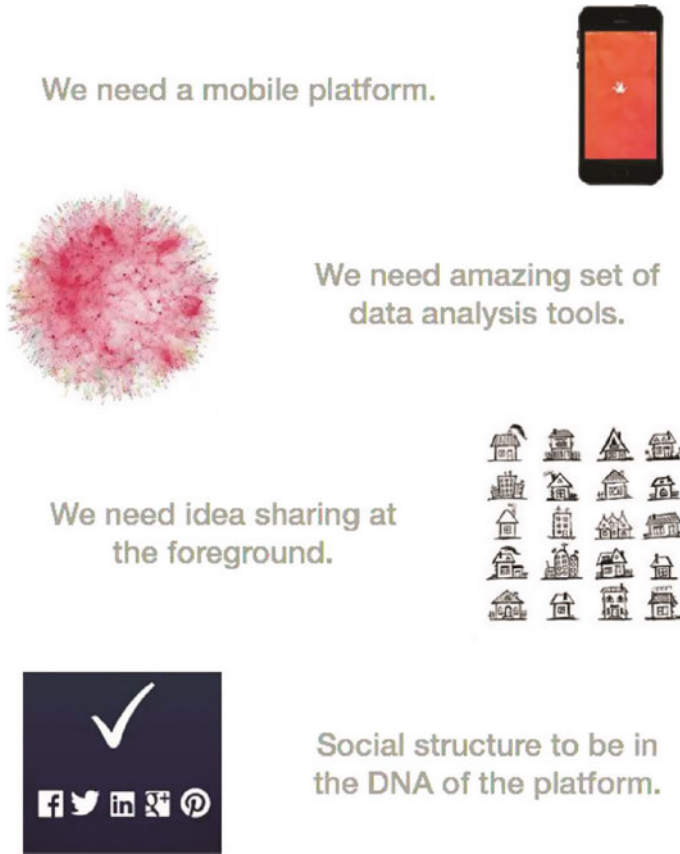 We need a mobile platform.
We need amazing set of
data analysis tools.
We need idea sharing at
the foreground.
Social structure to be in
the DNA of the platform.